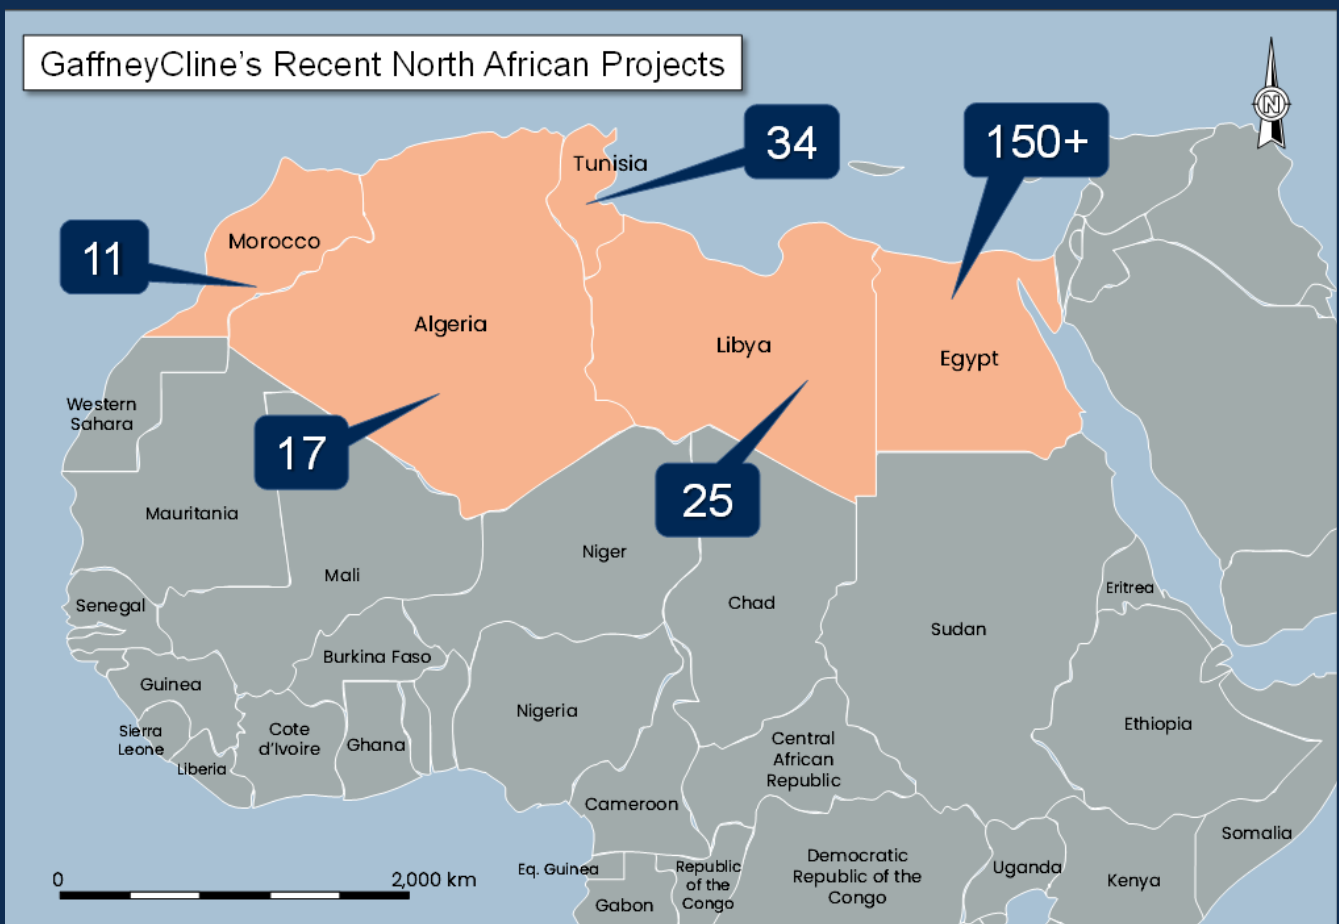 GaffneyCline's Recent North African Projects
N
34
150+
Tunisia
11
Morocco
Algeria
Libya
Egypt
Western
Sahara
17
25
Mauritania
Mali
Niger
Chad
Sudan
Eritrea
Senegal
Burkina Faso
Guinea
Nigeria
Ethiopia
Sierra
Leone
Cote
d'Ivoire
Ghana
Liberia
Central
African
Republic
Cameroon
Somalia
0
2,000 km
Eq. Guinea
Republic
of the
Congo
Democratic
Republic of the
Congo
Uganda
Kenya
Gabon